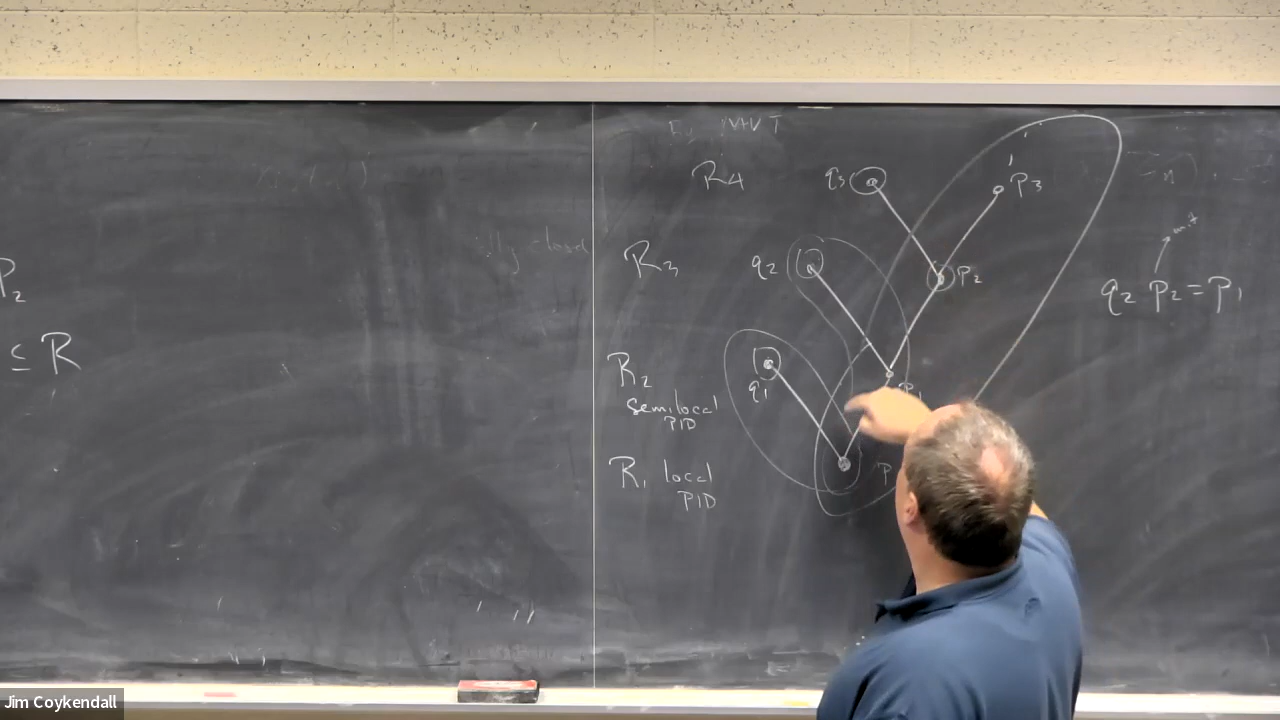 P₂
⊆ R
R₄ q₃ p₃
R₃ q₂ p₂
q₂ p₂ = p₁
R₂ q₁
semilocal
PID
R₁ local
PID
Jim Coykendall